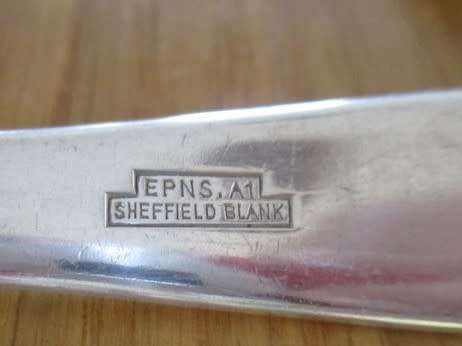 EPNS. A1
SHEFFIELD BLANK